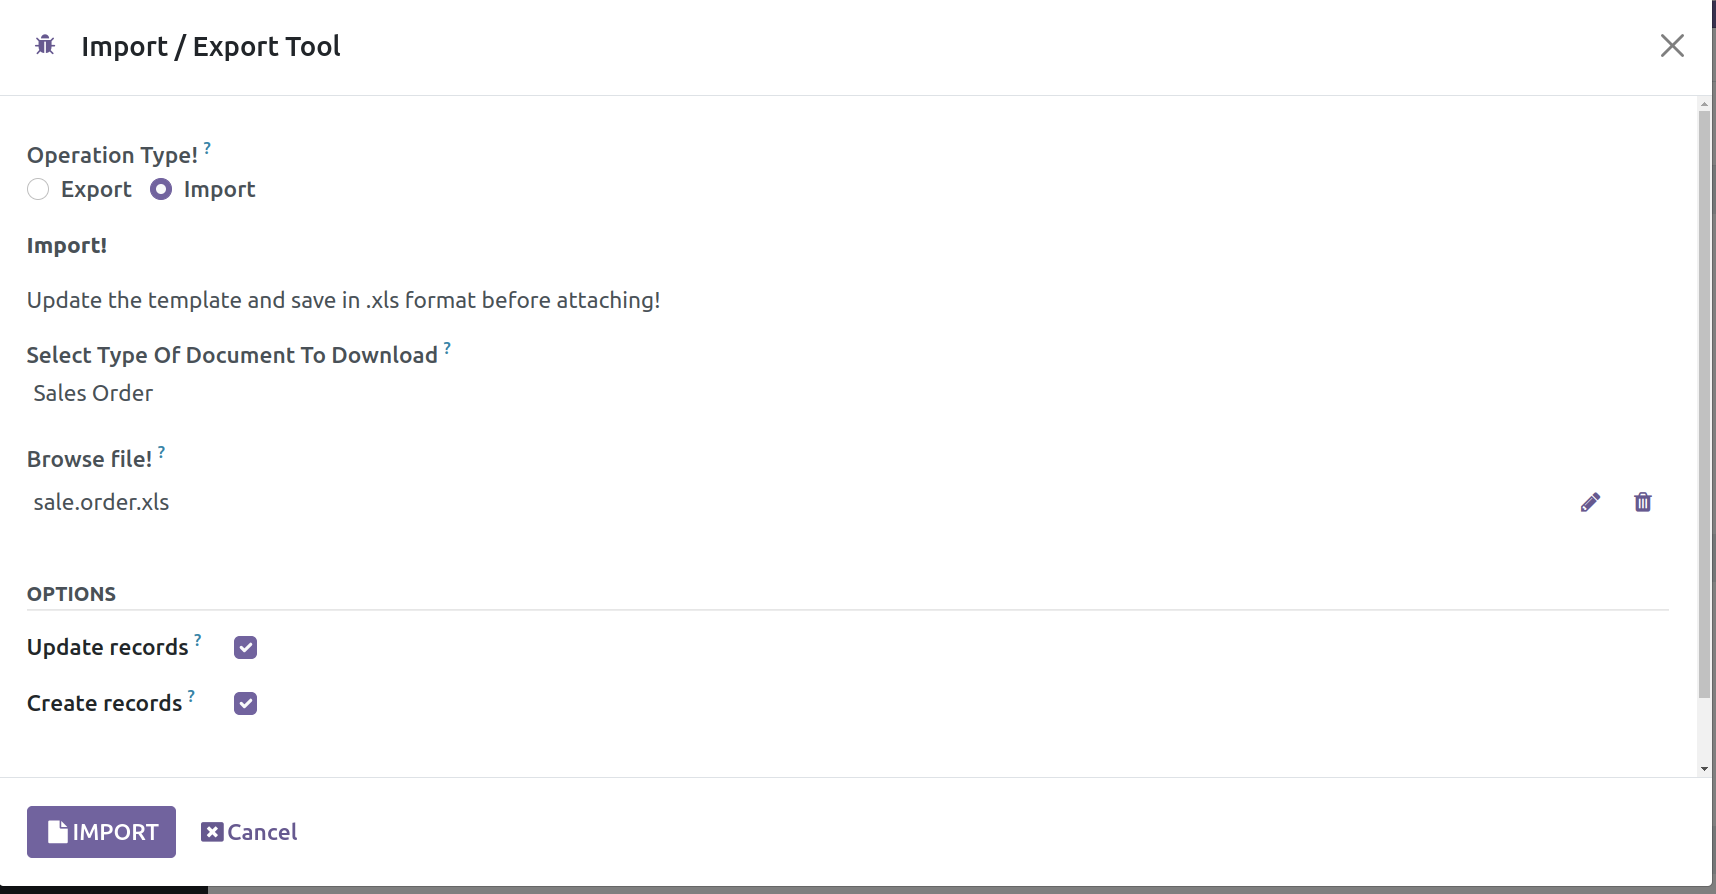 Import / Export Tool
Operation Type! ?
Export Import
Import!
Update the template and save in .xls format before attaching!
Select Type Of Document To Download ?
Sales Order
Browse file! ?
sale.order.xls
OPTIONS
Update records ?
Create records ?
IMPORT Cancel